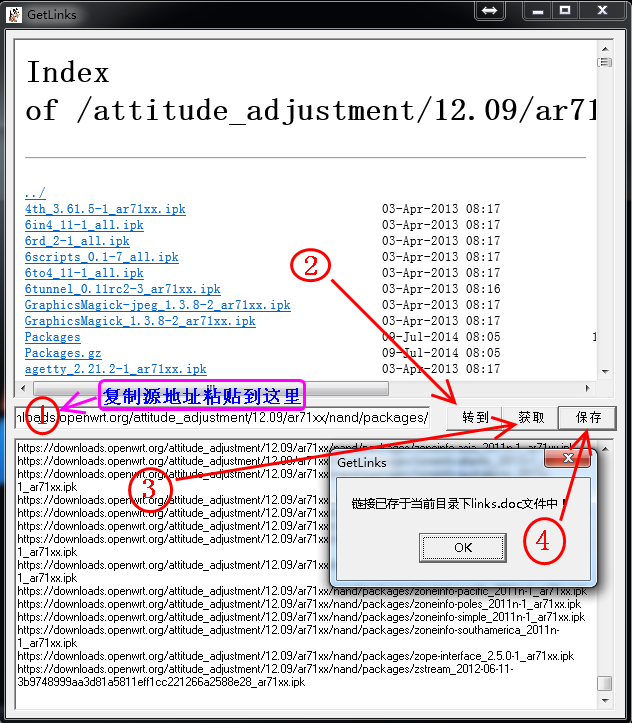 GetLinks
Index
of /attitude_adjustment/12.09/ar71
../
4th_3.61.5-1_ar71xx.ipk 03-Apr-2013 08:17
6in4_11-1_all.ipk 03-Apr-2013 08:17
6rd_2-1_all.ipk 03-Apr-2013 08:17
6scripts_0.1-7_all.ipk 03-Apr-2013 08:17
6to4_11-1_all.ipk 03-Apr-2013 08:17
6tunnel_0.11rc2-3_ar71xx.ipk 03-Apr-2013 08:16
GraphicsMagick-jpeg_1.3.8-2_ar71xx.ipk 03-Apr-2013 08:17
GraphicsMagick_1.3.8-2_ar71xx.ipk 03-Apr-2013 08:17
Packages 09-Jul-2014 08:05 1
Packages.gz 09-Jul-2014 08:05
agetty_2.21.2-1_ar71xx.ipk 03-Apr-2013 08:17
②
复制源地址粘贴到这里
①
nloads.openwrt.org/attitude_adjustment/12.09/ar71xx/nand/packages/
转到 获取 保存
https://downloads.openwrt.org/attitude_adjustment/12.09/ar71xx/nand/packages/zoneinfo-asia_2011n-1_ar71xx.ipk
https://downloads.openwrt.org/attitude_adjustment/12.09/ar71xx/
https://downloads.openwrt.org/attitude_adjustment/12.09/ar71xx/
1_ar71xx.ipk
https://downloads.openwrt.org/attitude_adjustment/12.09/ar71xx/
https://downloads.openwrt.org/attitude_adjustment/12.09/ar71xx/
https://downloads.openwrt.org/attitude_adjustment/12.09/ar71xx/
https://downloads.openwrt.org/attitude_adjustment/12.09/ar71xx/
1_ar71xx.ipk
https://downloads.openwrt.org/attitude_adjustment/12.09/ar71xx/
1_ar71xx.ipk
https://downloads.openwrt.org/attitude_adjustment/12.09/ar71xx/nand/packages/zoneinfo-pacific_2011n-1_ar71xx.ipk
https://downloads.openwrt.org/attitude_adjustment/12.09/ar71xx/nand/packages/zoneinfo-poles_2011n-1_ar71xx.ipk
https://downloads.openwrt.org/attitude_adjustment/12.09/ar71xx/nand/packages/zoneinfo-simple_2011n-1_ar71xx.ipk
https://downloads.openwrt.org/attitude_adjustment/12.09/ar71xx/nand/packages/zoneinfo-southamerica_2011n-
1_ar71xx.ipk
https://downloads.openwrt.org/attitude_adjustment/12.09/ar71xx/nand/packages/zope-interface_2.5.0-1_ar71xx.ipk
https://downloads.openwrt.org/attitude_adjustment/12.09/ar71xx/nand/packages/zstream_2012-06-11-
3b9748999aa3d81a5811eff1cc221266a2588e28_ar71xx.ipk
③
GetLinks
链接已存于当前目录下links.doc文件中！
OK
④